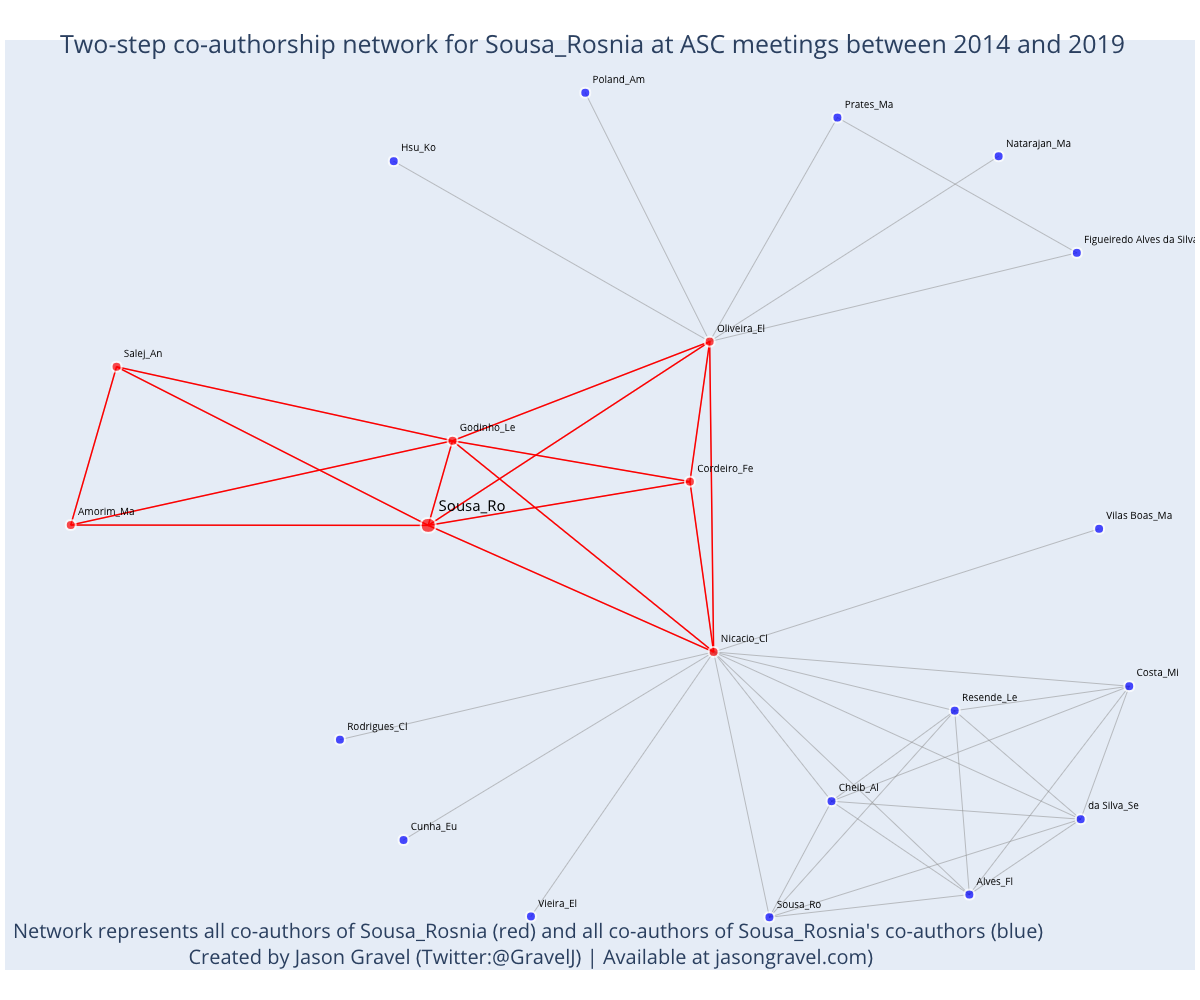 Two-step co-authorship network for Sousa_Rosnia at ASC meetings between 2014 and 2019
Poland_Am
Prates_Ma
Natarajan_Ma
Hsu_Ko
Figueiredo Alves da Silva
Oliveira_El
Salej_An
Godinho_Le
Cordeiro_Fe
Sousa_Ro
Amorim_Ma
Vilas Boas_Ma
Nicacio_Cl
Costa_Mi
Resende_Le
Rodrigues_Cl
Cheib_Al
da Silva_Se
Cunha_Eu
Alves_Fl
Vieira_El
Sousa_Ro
Network represents all co-authors of Sousa_Rosnia (red) and all co-authors of Sousa_Rosnia's co-authors (blue)
Created by Jason Gravel (Twitter:@GravelJ) | Available at jasongravel.com)